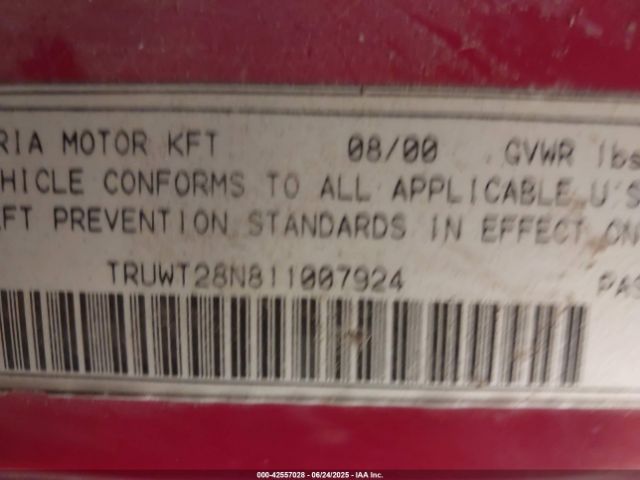 RIA MOTOR KFT 08/00 GVWR lbs
HICLE CONFORMS TO ALL APPLICABLE U.S
FT PREVENTION STANDARDS IN EFFECT ON
TRUWT28N811007924 PAS
000-42557028 - 06/24/2025 - IAA Inc.